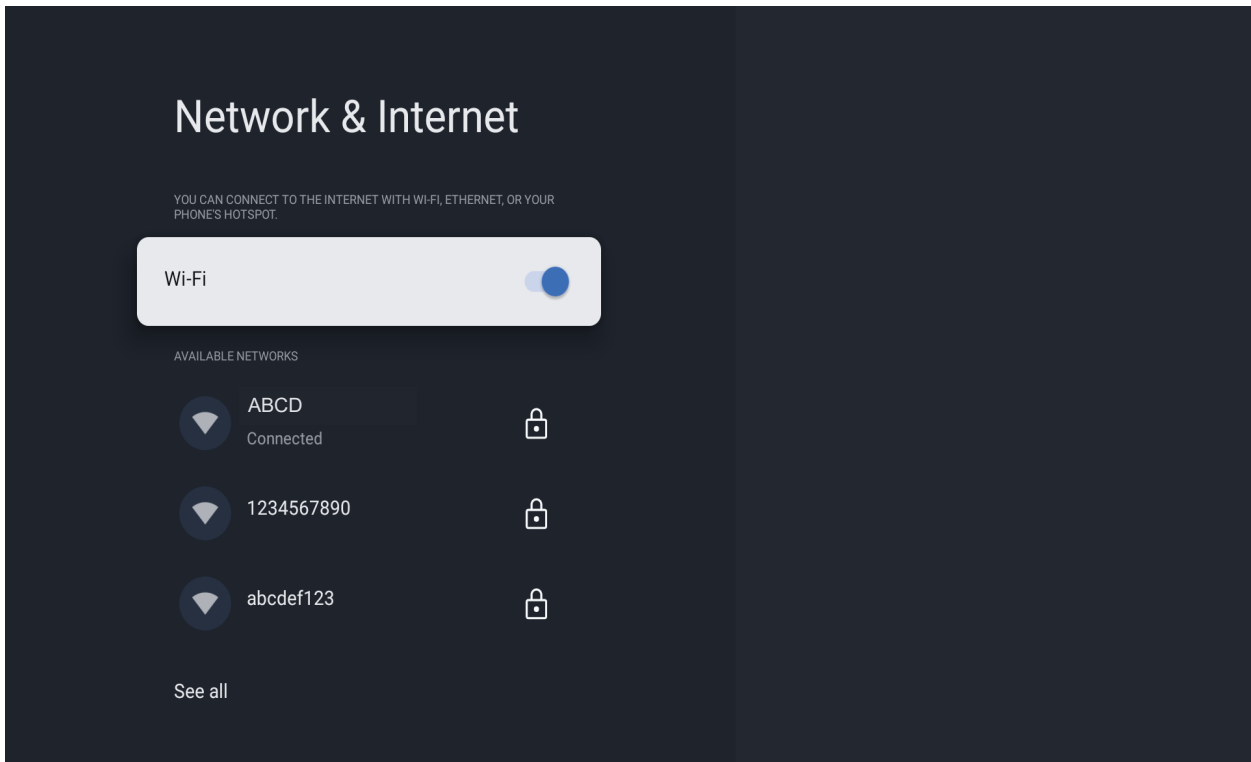 Network & Internet
YOU CAN CONNECT TO THE INTERNET WITH WI-FI, ETHERNET, OR YOUR
PHONE'S HOTSPOT.
Wi-Fi
AVAILABLE NETWORKS
ABCD
Connected
1234567890
abcdef123
See all